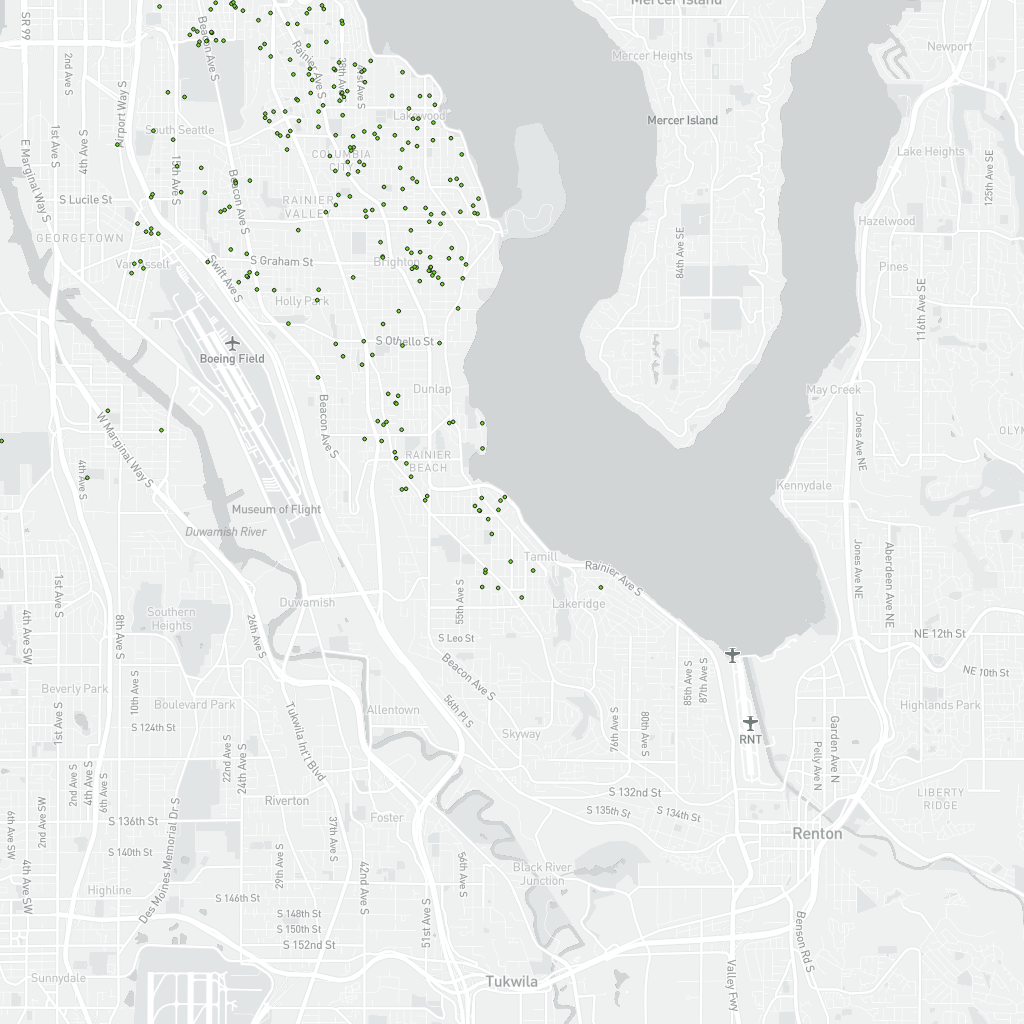 Mercer Island
SR99
2nd Ave S
Beacon Ave S
Rainier Ave S
28th Ave S
Newport
Mercer Heights
Airport Way S
1st Ave S
4th Ave S
E Marginal Way S
South Seattle
Lakewood
Mercer Island
15th Ave S
COLUMBIA
CITY
Lake Heights
125th Ave SE
S Lucile St
Beacon Ave S
RAINIER
VALLEY
84th Ave SE
Hazelwood
GEORGETOWN
Van Asselt
Swift Ave S
S Graham St
Brighton
Pines
Holly Park
116th Ave SE
Boeing Field
S Othello St
Dunlap
May Creek
W Marginal Way S
Beacon Ave S
RAINIER
BEACH
Jones Ave NE
4th Ave S
Kennydale
Museum of Flight
Duwamish River
Tamill
Rainier Ave S
Jones Ave NE
Aberdeen Ave NE
1st Ave S
4th Ave SW
8th Ave S
Southern
Heights
26th Ave S
Duwamish
55th Ave S
Lakeridge
S Leo St
NE 12th St
NE 10th St
Beacon Ave S
Beverly Park
10th Ave S
Boulevard Park
85th Ave S
87th Ave S
Highlands Park
1st Ave S
S 124th St
Tukwila Int'l Blvd
Allentown
56th Pl S
Skyway
76th Ave S
80th Ave S
RNT
Garden Ave N
Pelly Ave N
22nd Ave S
24th Ave S
2nd Ave S
4th Ave S
6th Ave S
Riverton
S 132nd St
S 135th St
S 134th St
LIBERTY
RIDGE
6th Ave SW
2nd Ave SW
S 136th St
Des Moines Memorial Dr S
37th Ave S
Foster
Renton
S 140th St
4th Ave SW
29th Ave S
42nd Ave S
56th Ave S
Black River
Junction
Highline
S 146th St
S 148th St
S 150th St
S 152nd St
51st Ave S
Benson Rd S
Valley Fwy
Sunnydale
Tukwila